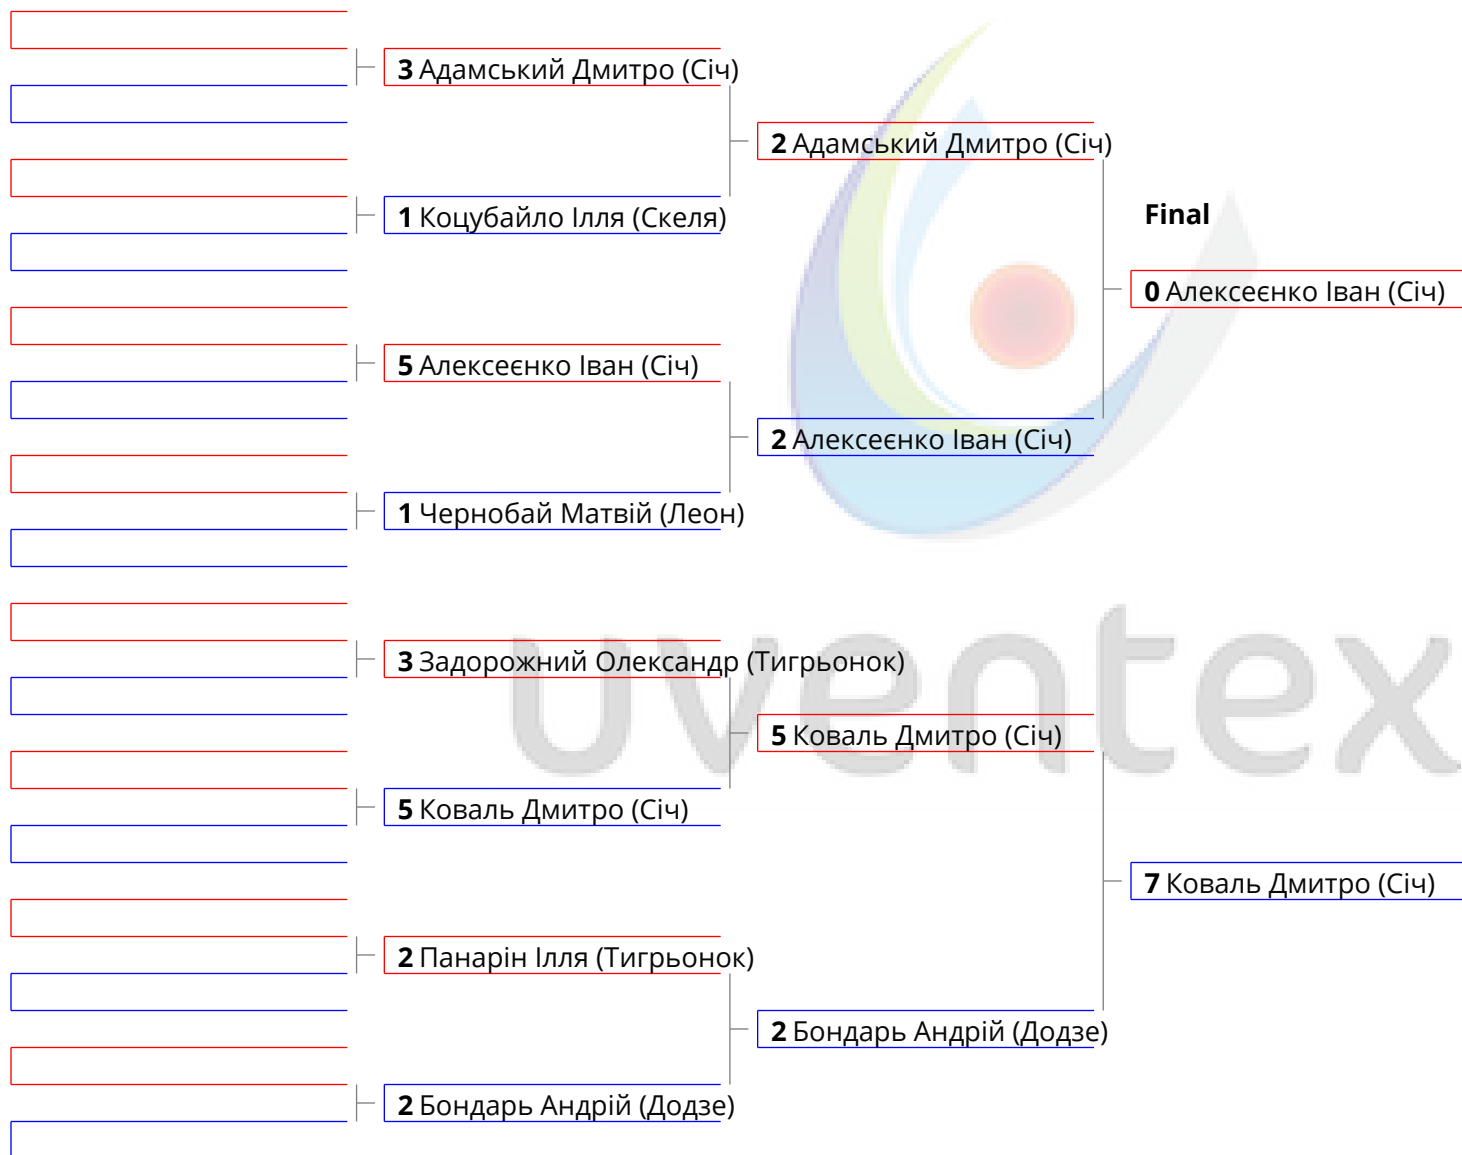 3 Адамський Дмитро (Січ)
2 Адамський Дмитро (Січ)
1 Коцубайло Ілля (Скеля)
Final
0 Алексеєнко Іван (Січ)
5 Алексеєнко Іван (Січ)
2 Алексеєнко Іван (Січ)
1 Чернобай Матвій (Леон)
uventex
3 Задорожний Олександр (Тигрьонок)
5 Коваль Дмитро (Січ)
5 Коваль Дмитро (Січ)
7 Коваль Дмитро (Січ)
2 Панарін Ілля (Тигрьонок)
2 Бондарь Андрій (Додзе)
2 Бондарь Андрій (Додзе)